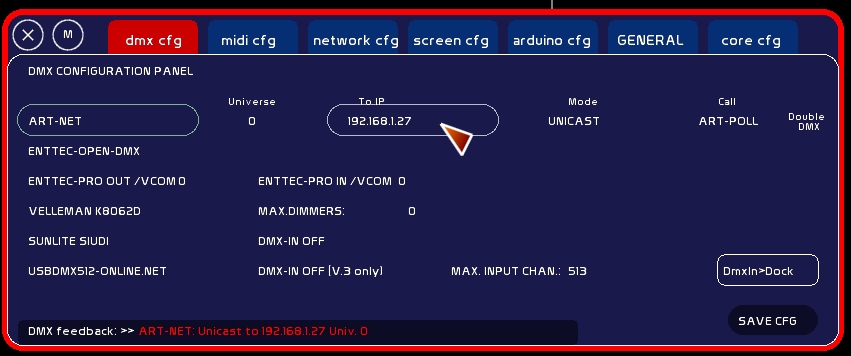 X M dmx cfg midi cfg network cfg screen cfg arduino cfg GENERAL core cfg
DMX CONFIGURATION PANEL
Universe To IP Mode Call
ART-NET 0 192.168.1.27 UNICAST ART-POLL Double
DMX
ENTTEC-OPEN-DMX
ENTTEC-PRO OUT /VCOM 0 ENTTEC-PRO IN /VCOM 0
VELLEMAN K8062D MAX.DIMMERS: 0
SUNLITE SIUDI DMX-IN OFF
USBDMX512-ONLINE.NET DMX-IN OFF (V.3 only) MAX. INPUT CHAN.: 513 DmxIn>Dock
SAVE CFG
DMX feedback: >> ART-NET: Unicast to 192.168.1.27 Univ. 0